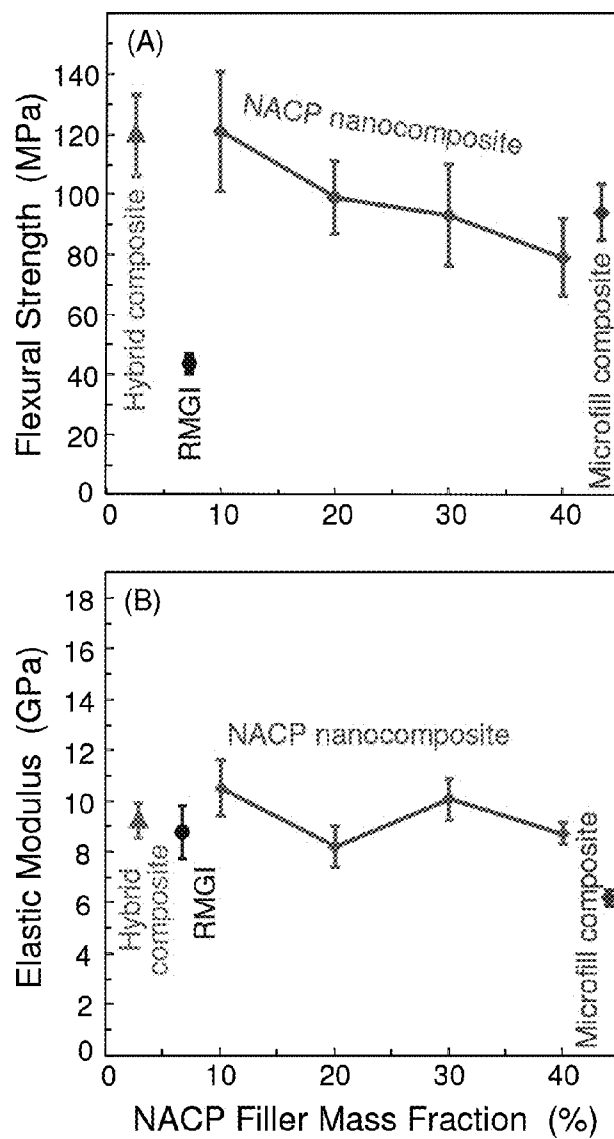 (A)
Flexural Strength (MPa)
140
120
100
80
60
40
20
0
NACP nanocomposite
Hybrid composite
RMGI
Microfill composite
10
20
30
40
(B)
Elastic Modulus (GPa)
18
16
14
12
10
8
6
4
2
0
NACP nanocomposite
Hybrid
composite
RMGI
Microfill composite
0
10
20
30
40
NACP Filler Mass Fraction (%)